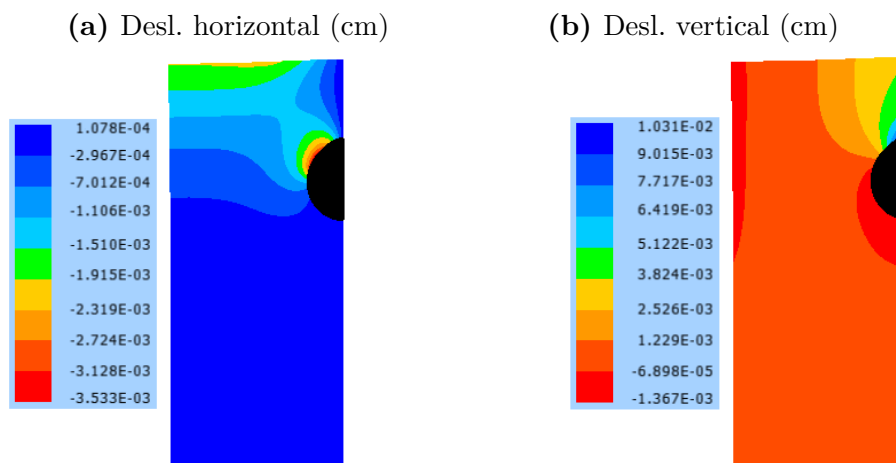 (a) Desl. horizontal (cm)
1.078E-04
-2.967E-04
-7.012E-04
-1.106E-03
-1.510E-03
-1.915E-03
-2.319E-03
-2.724E-03
-3.128E-03
-3.533E-03
(b) Desl. vertical (cm)
1.031E-02
9.015E-03
7.717E-03
6.419E-03
5.122E-03
3.824E-03
2.526E-03
1.229E-03
-6.898E-05
-1.367E-03